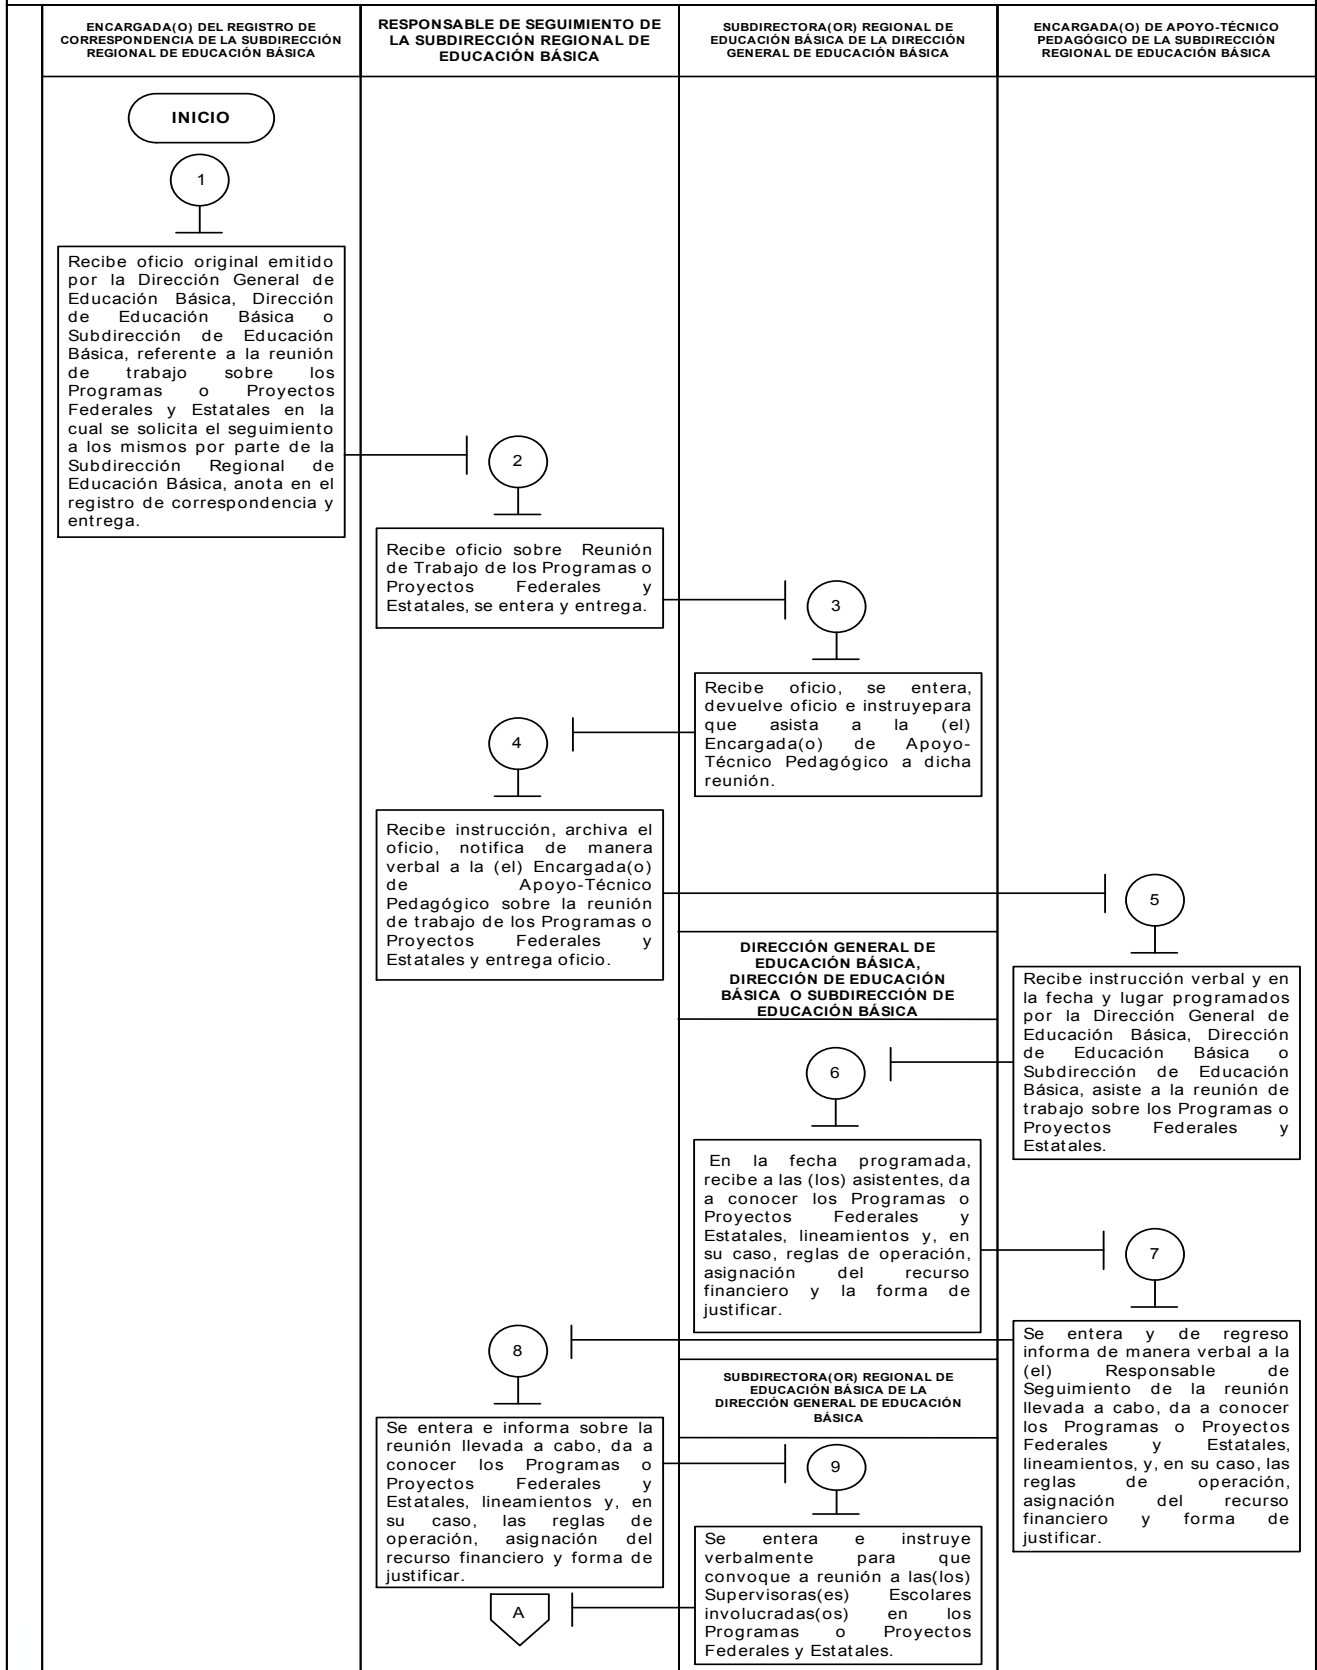 ENCARGADA(O) DEL REGISTRO DE
CORRESPONDENCIA DE LA SUBDIRECCIÓN
REGIONAL DE EDUCACIÓN BÁSICA
RESPONSABLE DE SEGUIMIENTO DE
LA SUBDIRECCIÓN REGIONAL DE
EDUCACIÓN BÁSICA
SUBDIRECTORA(OR) REGIONAL DE
EDUCACIÓN BÁSICA DE LA DIRECCIÓN
GENERAL DE EDUCACIÓN BÁSICA
ENCARGADA(O) DE APOYO-TÉCNICO
PEDAGÓGICO DE LA SUBDIRECCIÓN
REGIONAL DE EDUCACIÓN BÁSICA
INICIO
1
Recibe oficio original emitido
por la Dirección General de
Educación Básica, Dirección
de Educación Básica o
Subdirección de Educación
Básica, referente a la reunión
de trabajo sobre los
Programas o Proyectos
Federales y Estatales en la
cual se solicita el seguimiento
a los mismos por parte de la
Subdirección Regional de
Educación Básica, anota en el
registro de correspondencia y
entrega.
2
Recibe oficio sobre Reunión
de Trabajo de los Programas o
Proyectos Federales y
Estatales, se entera y entrega.
3
Recibe oficio, se entera,
devuelve oficio e instruyepara
que asista a la (el)
Encargada(o) de Apoyo-
Técnico Pedagógico a dicha
reunión.
4
Recibe instrucción, archiva el
oficio, notifica de manera
verbal a la (el) Encargada(o)
de Apoyo-Técnico
Pedagógico sobre la reunión
de trabajo de los Programas o
Proyectos Federales y
Estatales y entrega oficio.
5
Recibe instrucción verbal y en
la fecha y lugar programados
por la Dirección General de
Educación Básica, Dirección
de Educación Básica o
Subdirección de Educación
Básica, asiste a la reunión de
trabajo sobre los Programas o
Proyectos Federales y
Estatales.
DIRECCIÓN GENERAL DE
EDUCACIÓN BÁSICA,
DIRECCIÓN DE EDUCACIÓN
BÁSICA O SUBDIRECCIÓN DE
EDUCACIÓN BÁSICA
6
En la fecha programada,
recibe a las (los) asistentes, da
a conocer los Programas o
Proyectos Federales y
Estatales, lineamientos y, en
su caso, reglas de operación,
asignación del recurso
financiero y la forma de
justificar.
7
Se entera y de regreso
informa de manera verbal a la
(el) Responsable de
Seguimiento de la reunión
llevada a cabo, da a conocer
los Programas o Proyectos
Federales y Estatales,
lineamientos, y, en su caso, las
reglas de operación,
asignación del recurso
financiero y forma de
justificar.
8
Se entera e informa sobre la
reunión llevada a cabo, da a
conocer los Programas o
Proyectos Federales y
Estatales, lineamientos y, en
su caso, las reglas de
operación, asignación del
recurso financiero y forma de
justificar.
SUBDIRECTORA(OR) REGIONAL DE
EDUCACIÓN BÁSICA DE LA
DIRECCIÓN GENERAL DE EDUCACIÓN
BÁSICA
9
Se entera e instruye
verbalmente para que
convoque a reunión a las(los)
Supervisoras(es) Escolares
involucradas(os) en los
Programas o Proyectos
Federales y Estatales.
A